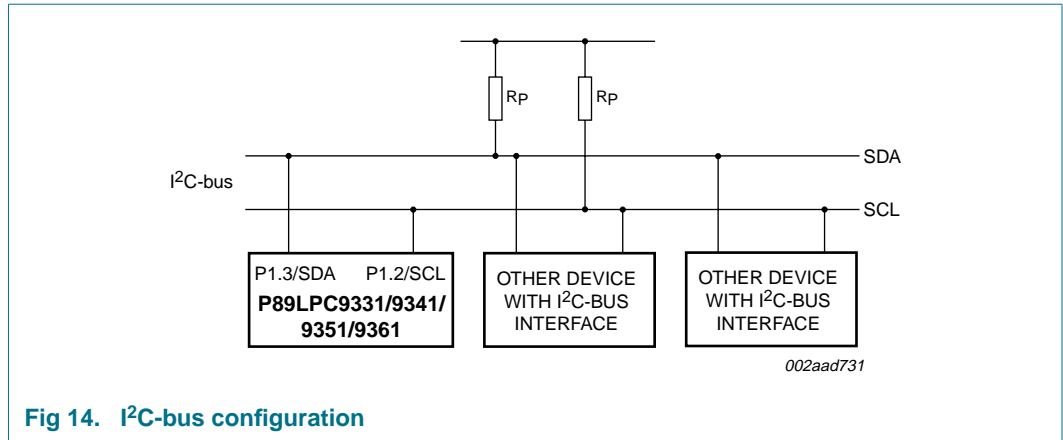 RP RP
SDA
I2C-bus
SCL
P1.3/SDA P1.2/SCL
P89LPC9331/9341/
9351/9361
OTHER DEVICE
WITH I2C-BUS
INTERFACE
OTHER DEVICE
WITH I2C-BUS
INTERFACE
002aad731
Fig 14. I2C-bus configuration